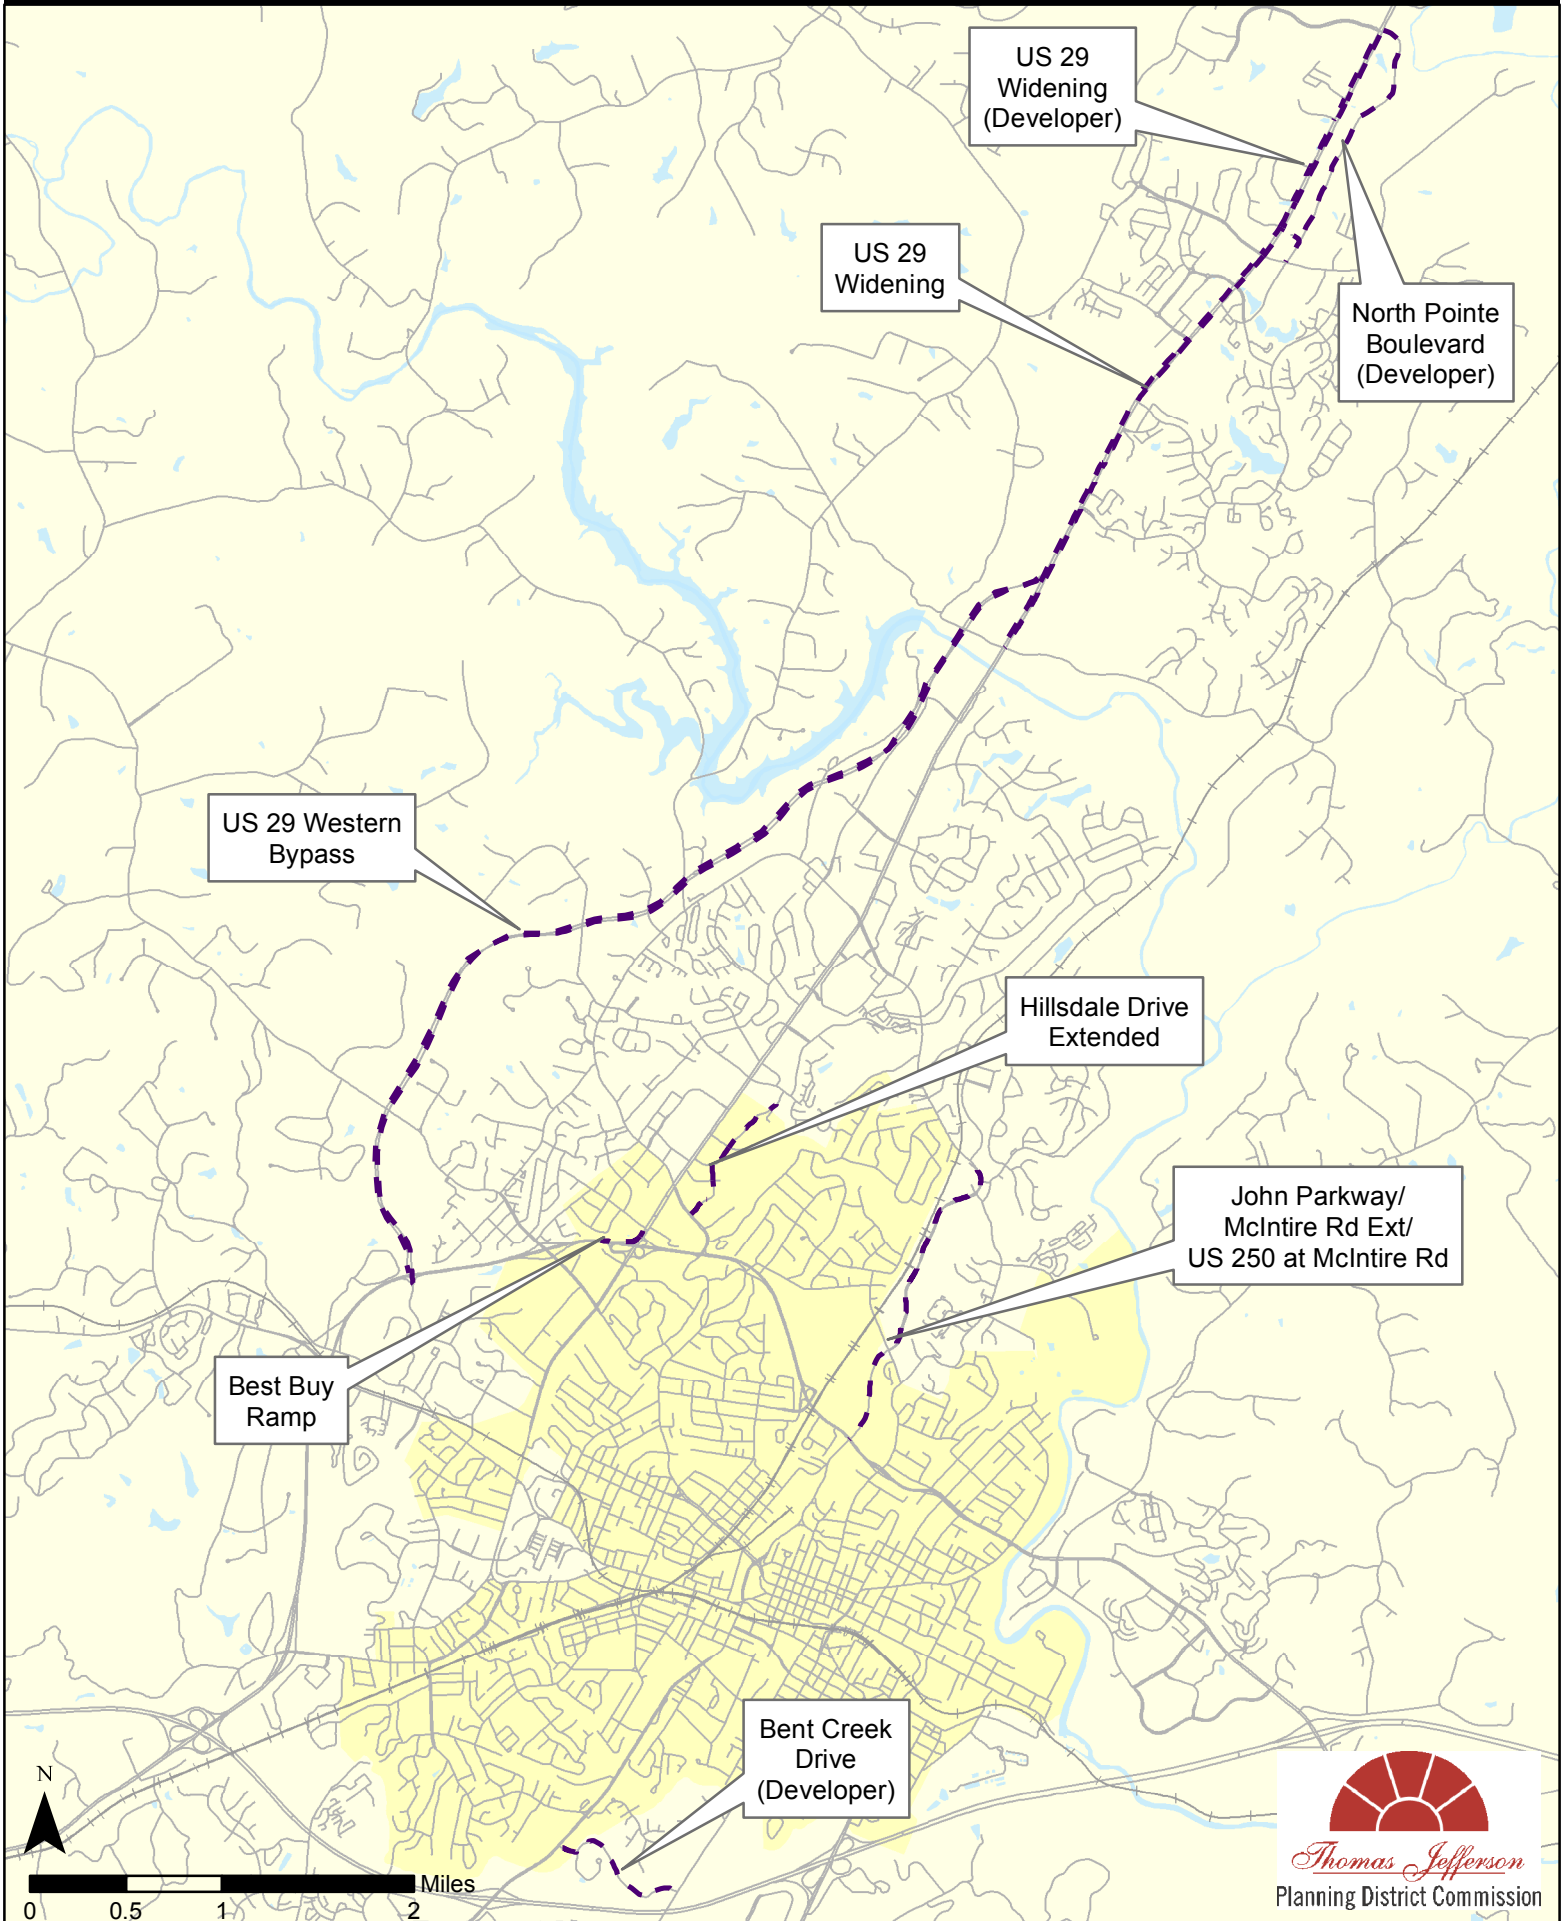 US 29
Widening
(Developer)
US 29
Widening
North Pointe
Boulevard
(Developer)
US 29 Western
Bypass
Hillsdale Drive
Extended
John Parkway/
McIntire Rd Ext/
US 250 at McIntire Rd
Best Buy
Ramp
Bent Creek
Drive
(Developer)
N
Miles
0 0.5 1 2
Thomas Jefferson
Planning District Commission